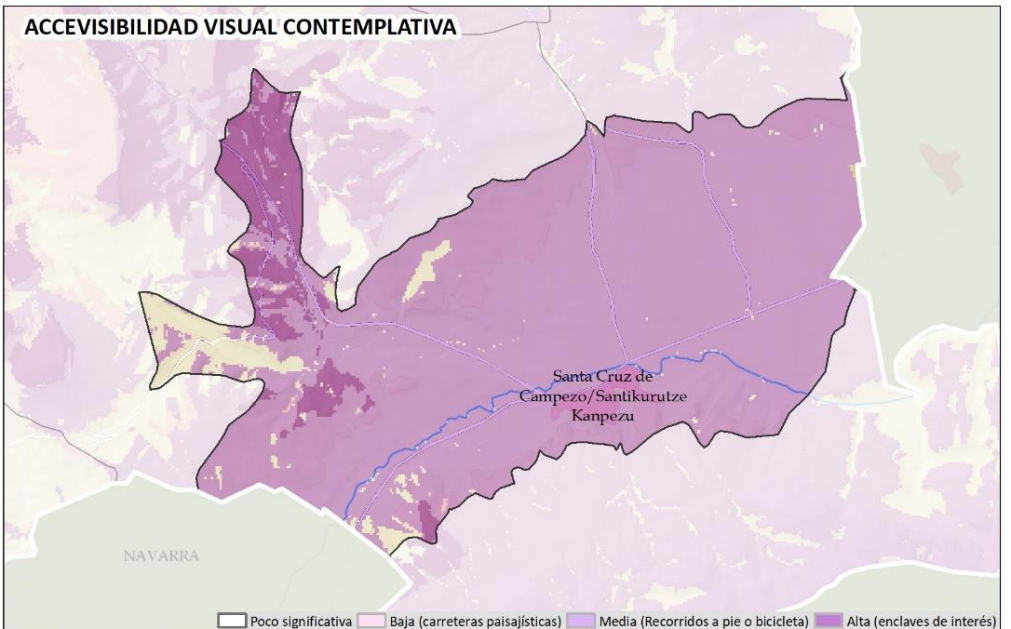 ACCEVISIBILIDAD VISUAL CONTEMPLATIVA
Santa Cruz de
Campezo/Santikurutze
Kanpezu
NAVARRA
Poco significativa Baja (carreteras paisajísticas) Media (Recorridos a pie o bicicleta) Alta (enclaves de interés)